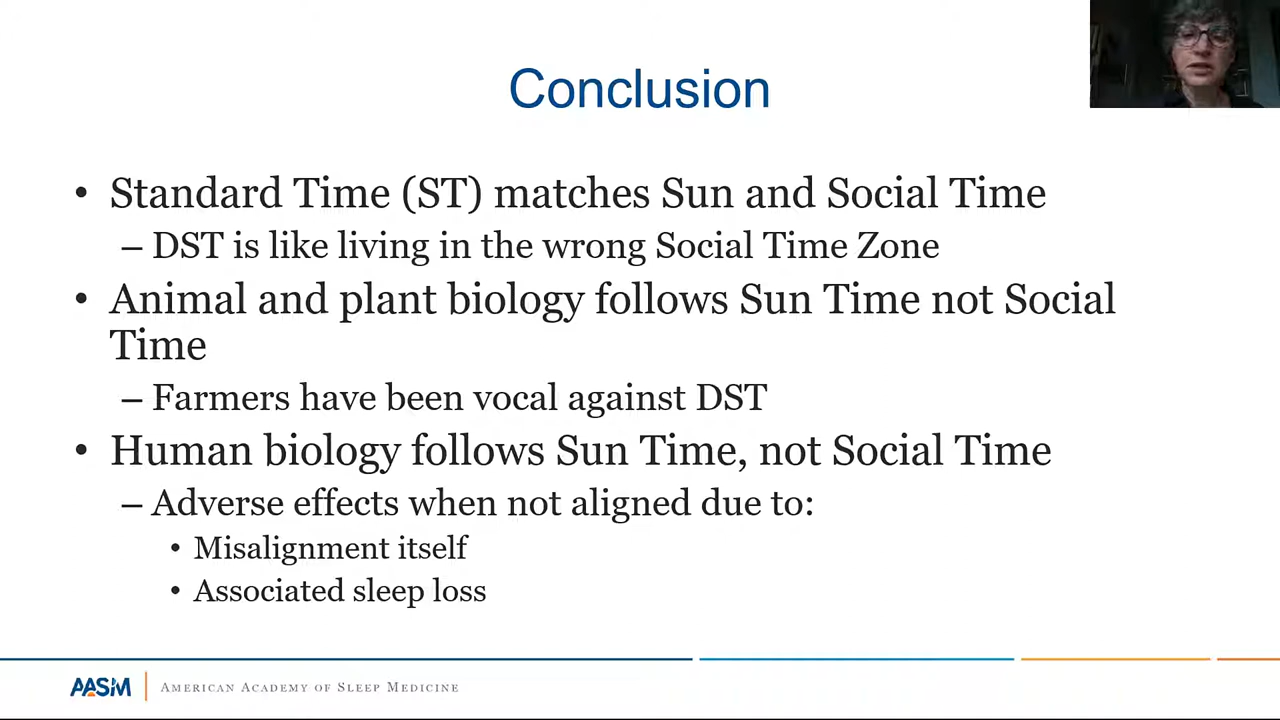 Conclusion
• Standard Time (ST) matches Sun and Social Time
– DST is like living in the wrong Social Time Zone
• Animal and plant biology follows Sun Time not Social
Time
– Farmers have been vocal against DST
• Human biology follows Sun Time, not Social Time
– Adverse effects when not aligned due to:
• Misalignment itself
• Associated sleep loss
AASM | AMERICAN ACADEMY OF SLEEP MEDICINE